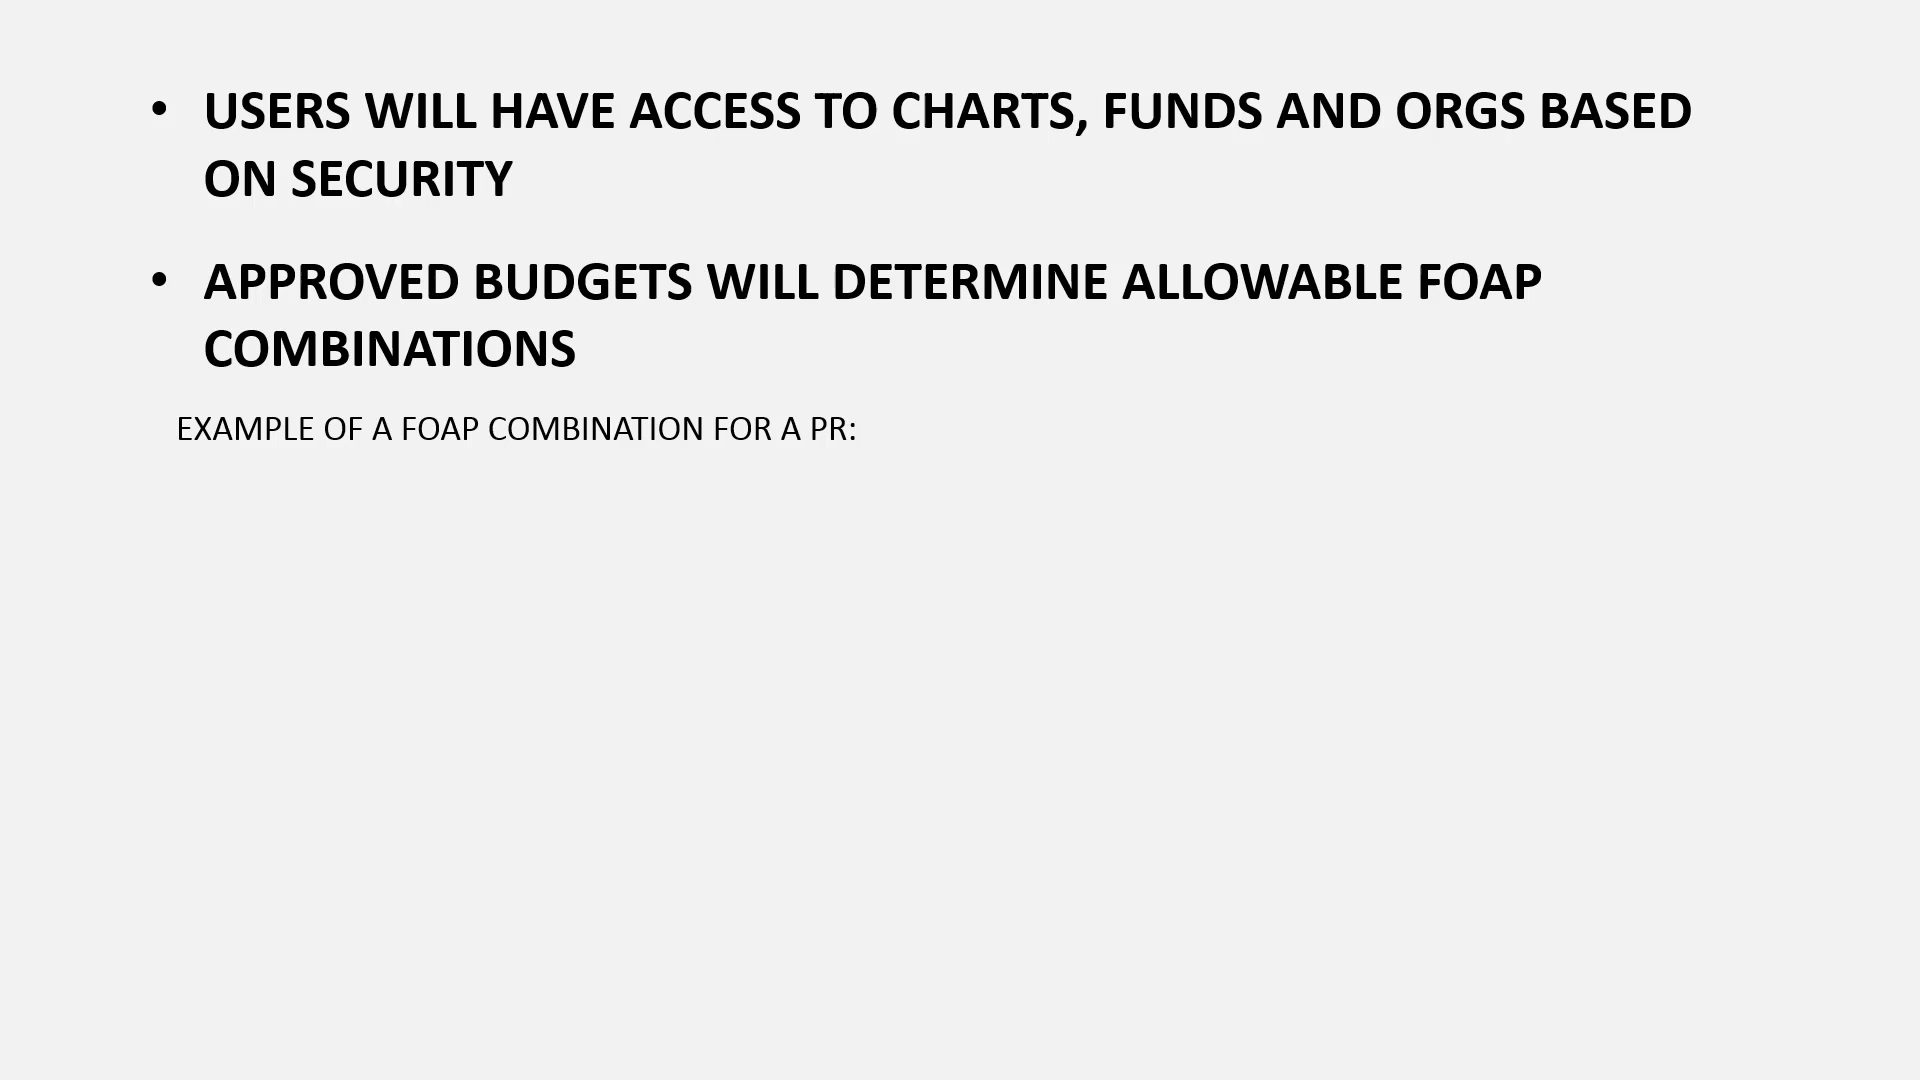 • USERS WILL HAVE ACCESS TO CHARTS, FUNDS AND ORGS BASED
ON SECURITY
• APPROVED BUDGETS WILL DETERMINE ALLOWABLE FOAP
COMBINATIONS
EXAMPLE OF A FOAP COMBINATION FOR A PR: